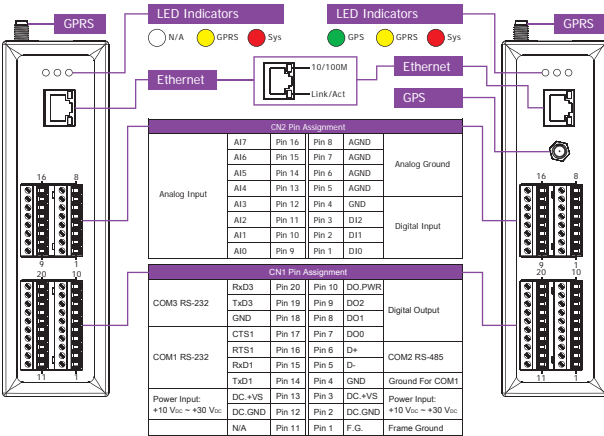 GPRS
LED Indicators
N/A GPRS Sys
LED Indicators
GPS GPRS Sys
GPRS
Ethernet
10/100M
Link/Act
Ethernet
GPS
CN2 Pin Assignment
Analog Input
AI7 Pin 16 Pin 8 AGND
AI6 Pin 15 Pin 7 AGND
AI5 Pin 14 Pin 6 AGND
AI4 Pin 13 Pin 5 AGND
Analog Ground
AI3 Pin 12 Pin 4 GND
AI2 Pin 11 Pin 3 DI2
AI1 Pin 10 Pin 2 DI1
AI0 Pin 9 Pin 1 DI0
Digital Input
CN1 Pin Assignment
COM3 RS-232
RxD3 Pin 20 Pin 10 DO.PWR
TxD3 Pin 19 Pin 9 DO2
GND Pin 18 Pin 8 DO1
CTS1 Pin 17 Pin 7 DO0
Digital Output
COM1 RS-232
RTS1 Pin 16 Pin 6 D+
RxD1 Pin 15 Pin 5 D-
COM2 RS-485
TxD1 Pin 14 Pin 4 GND Ground For COM1
Power Input:
+10 VDC ~ +30 VDC
DC.+VS Pin 13 Pin 3 DC.+VS
DC.GND Pin 12 Pin 2 DC.GND
Power Input:
+10 VDC ~ +30 VDC
N/A Pin 11 Pin 1 F.G. Frame Ground
16 8
9 1
20 10
11 1
16 8
9 1
20 10
11 1